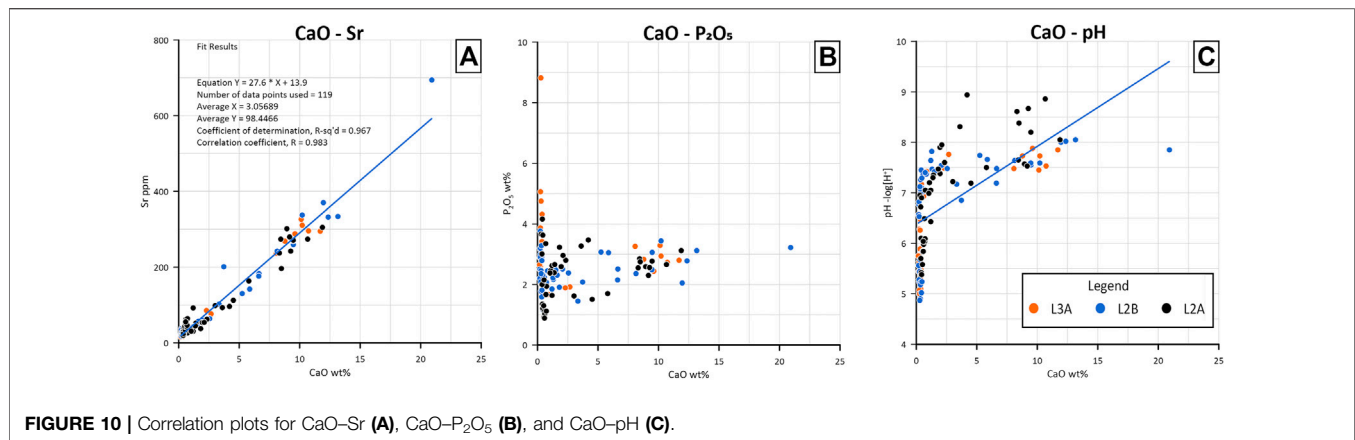 CaO - Sr
A
Fit Results
Equation Y = 27.6 * X + 13.9
Number of data points used = 119
Average X = 3.05689
Average Y = 98.4466
Coefficient of determination, R-sq'd = 0.967
Correlation coefficient, R = 0.983
800
600
400
200
0
Sr ppm
0 5 10 15 20 25
CaO wt%
CaO - P₂O₅
B
10
8
6
4
2
0
P₂O₅ wt%
0 5 10 15 20 25
CaO wt%
CaO - pH
C
10
9
8
7
6
5
4
pH -log[H⁺]
Legend
L3A L2B L2A
0 5 10 15 20 25
CaO wt%
FIGURE 10 | Correlation plots for CaO–Sr (A), CaO–P₂O₅ (B), and CaO–pH (C).